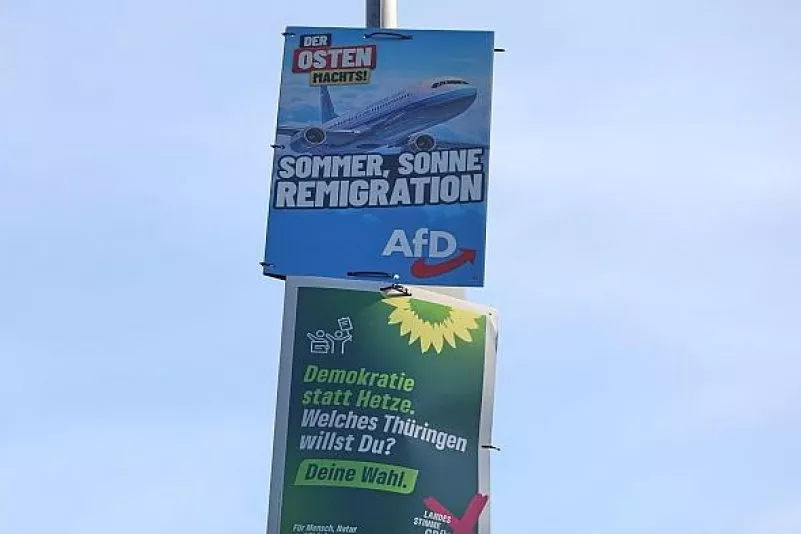 DER
OSTEN
MACHTS!
SOMMER, SONNE
REMIGRATION
AfD
Demokratie
statt Hetze.
Welches Thüringen
willst Du?
Deine Wahl.
LANDES
STIMME
Für Mensch, Natur